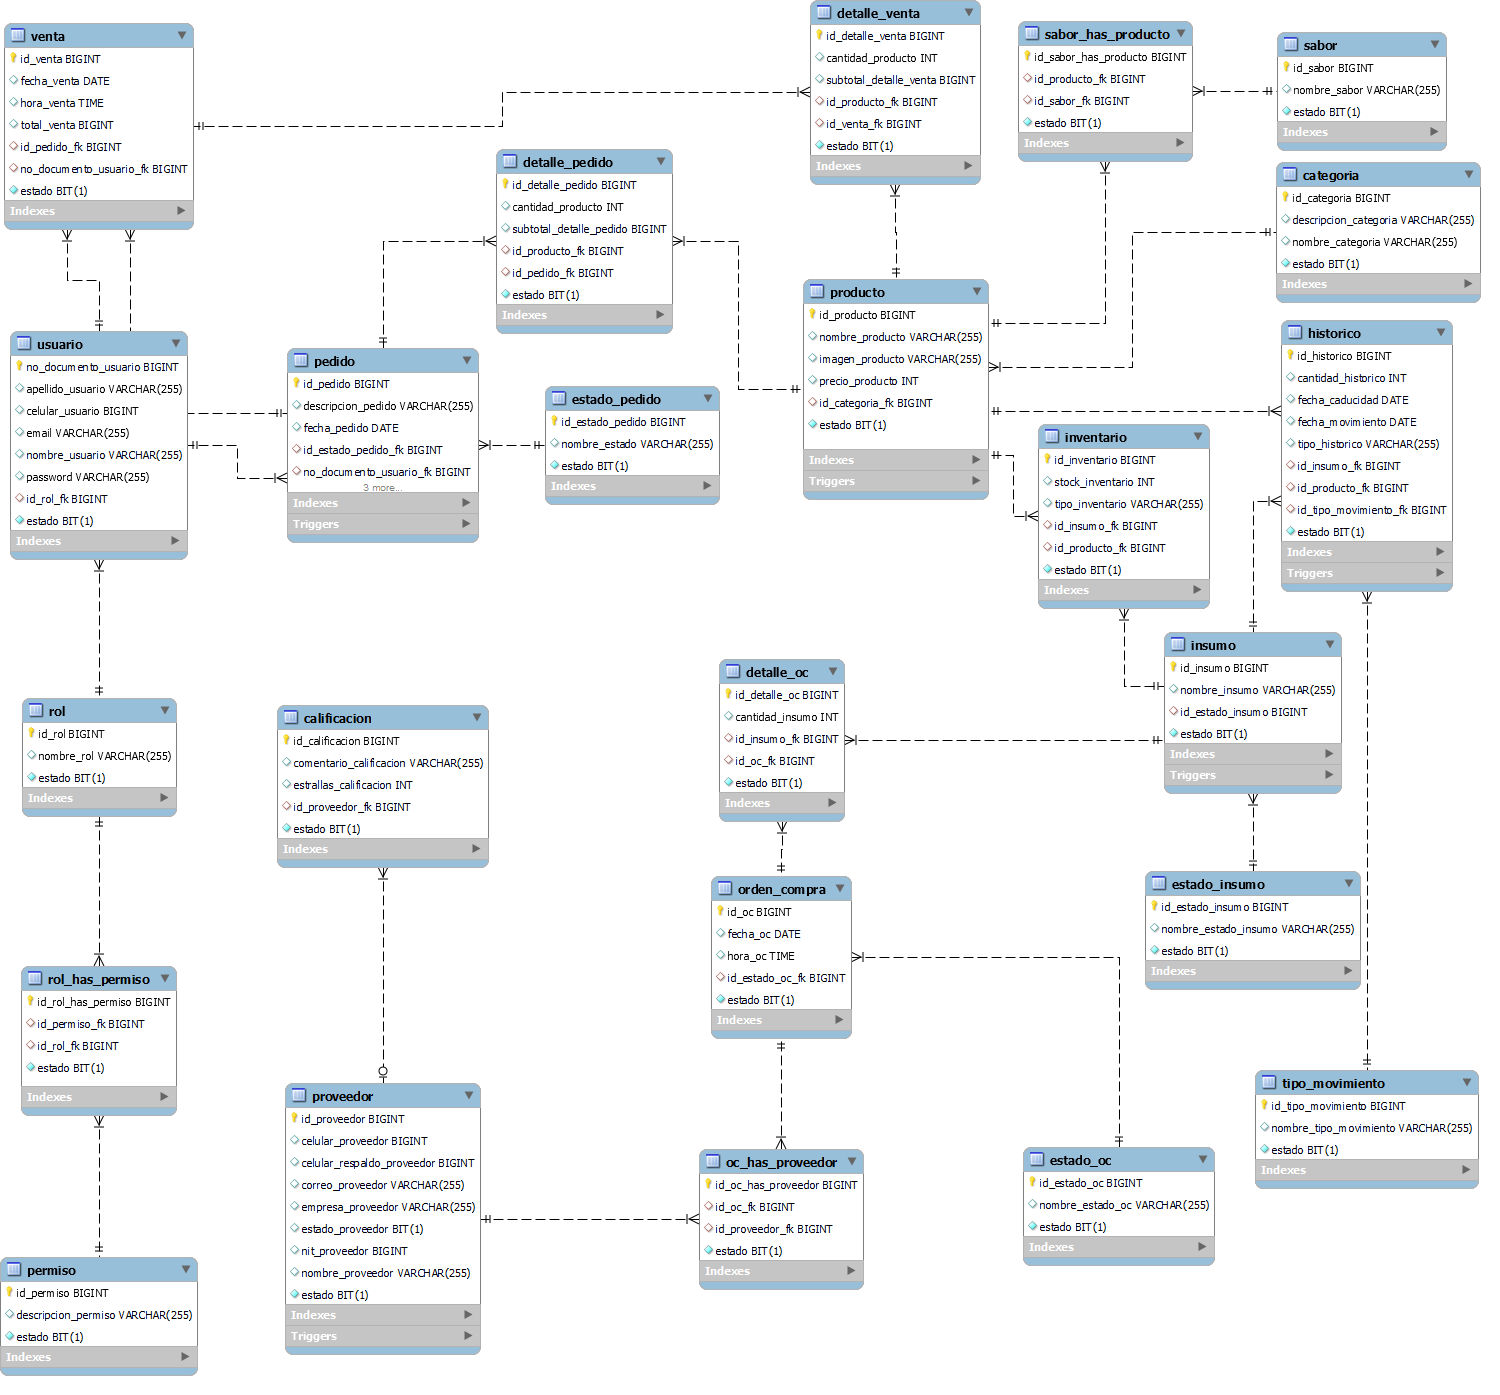 venta
id_venta BIGINT
fecha_venta DATE
hora_venta TIME
total_venta BIGINT
id_pedido_fk BIGINT
no_documento_usuario_fk BIGINT
estado BIT(1)
Indexes
detalle_venta
id_detalle_venta BIGINT
cantidad_producto INT
subtotal_detalle_venta BIGINT
id_producto_fk BIGINT
id_venta_fk BIGINT
estado BIT(1)
Indexes
sabor_has_producto
id_sabor_has_producto BIGINT
id_producto_fk BIGINT
id_sabor_fk BIGINT
estado BIT(1)
Indexes
sabor
id_sabor BIGINT
nombre_sabor VARCHAR(255)
estado BIT(1)
Indexes
detalle_pedido
id_detalle_pedido BIGINT
cantidad_producto INT
subtotal_detalle_pedido BIGINT
id_producto_fk BIGINT
id_pedido_fk BIGINT
estado BIT(1)
Indexes
categoria
id_categoria BIGINT
descripcion_categoria VARCHAR(255)
nombre_categoria VARCHAR(255)
estado BIT(1)
Indexes
usuario
no_documento_usuario BIGINT
apellido_usuario VARCHAR(255)
celular_usuario BIGINT
email VARCHAR(255)
nombre_usuario VARCHAR(255)
password VARCHAR(255)
id_rol_fk BIGINT
estado BIT(1)
Indexes
pedido
id_pedido BIGINT
descripcion_pedido VARCHAR(255)
fecha_pedido DATE
id_estado_pedido_fk BIGINT
no_documento_usuario_fk BIGINT
3 more...
Indexes
Triggers
estado_pedido
id_estado_pedido BIGINT
nombre_estado VARCHAR(255)
estado BIT(1)
Indexes
producto
id_producto BIGINT
nombre_producto VARCHAR(255)
imagen_producto VARCHAR(255)
precio_producto INT
id_categoria_fk BIGINT
estado BIT(1)
Indexes
Triggers
historico
id_historico BIGINT
cantidad_historico INT
fecha_caducidad DATE
fecha_movimiento DATE
tipo_historico VARCHAR(255)
id_insumo_fk BIGINT
id_producto_fk BIGINT
id_tipo_movimiento_fk BIGINT
estado BIT(1)
Indexes
Triggers
inventario
id_inventario BIGINT
stock_inventario INT
tipo_inventario VARCHAR(255)
id_insumo_fk BIGINT
id_producto_fk BIGINT
estado BIT(1)
Indexes
insumo
id_insumo BIGINT
nombre_insumo VARCHAR(255)
id_estado_insumo BIGINT
estado BIT(1)
Indexes
Triggers
detalle_oc
id_detalle_oc BIGINT
cantidad_insumo INT
id_insumo_fk BIGINT
id_oc_fk BIGINT
estado BIT(1)
Indexes
rol
id_rol BIGINT
nombre_rol VARCHAR(255)
estado BIT(1)
Indexes
calificacion
id_calificacion BIGINT
comentario_calificacion VARCHAR(255)
estrallas_calificacion INT
id_proveedor_fk BIGINT
estado BIT(1)
Indexes
orden_compra
id_oc BIGINT
fecha_oc DATE
hora_oc TIME
id_estado_oc_fk BIGINT
estado BIT(1)
Indexes
estado_insumo
id_estado_insumo BIGINT
nombre_estado_insumo VARCHAR(255)
estado BIT(1)
Indexes
rol_has_permiso
id_rol_has_permiso BIGINT
id_permiso_fk BIGINT
id_rol_fk BIGINT
estado BIT(1)
Indexes
proveedor
id_proveedor BIGINT
celular_proveedor BIGINT
celular_respaldo_proveedor BIGINT
correo_proveedor VARCHAR(255)
empresa_proveedor VARCHAR(255)
estado_proveedor BIT(1)
nit_proveedor BIGINT
nombre_proveedor VARCHAR(255)
estado BIT(1)
Indexes
Triggers
oc_has_proveedor
id_oc_has_proveedor BIGINT
id_oc_fk BIGINT
id_proveedor_fk BIGINT
estado BIT(1)
Indexes
estado_oc
id_estado_oc BIGINT
nombre_estado_oc VARCHAR(255)
estado BIT(1)
Indexes
tipo_movimiento
id_tipo_movimiento BIGINT
nombre_tipo_movimiento VARCHAR(255)
estado BIT(1)
Indexes
permiso
id_permiso BIGINT
descripcion_permiso VARCHAR(255)
estado BIT(1)
Indexes